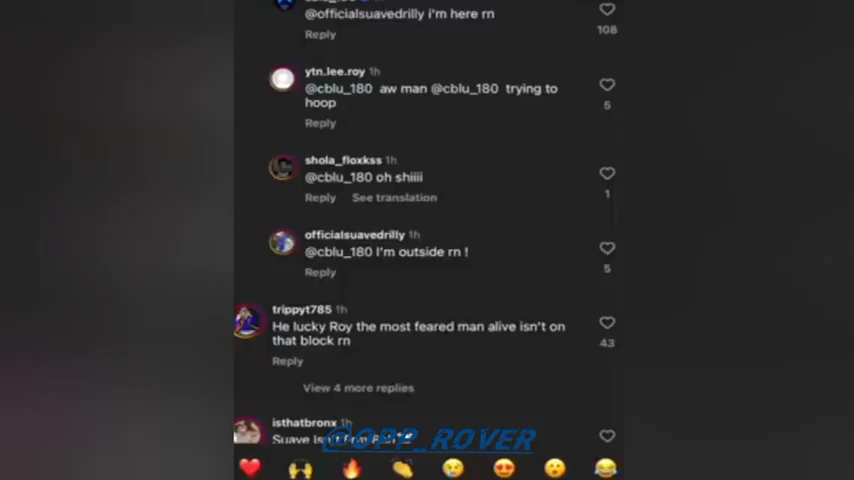 @officialsuavedrilly i'm here rn
Reply
108
ytn.lee.roy 1h
@cblu_180 aw man @cblu_180 trying to
hoop
5
Reply
shola_floxkss 1h
@cblu_180 oh shiiii
1
Reply See translation
officialsuavedrilly 1h
@cblu_180 I'm outside rn !
5
Reply
trippyt785 1h
He lucky Roy the most feared man alive isn't on
that block rn
43
Reply
View 4 more replies
isthatbronx 1h
Suave
@OPP_ROVER